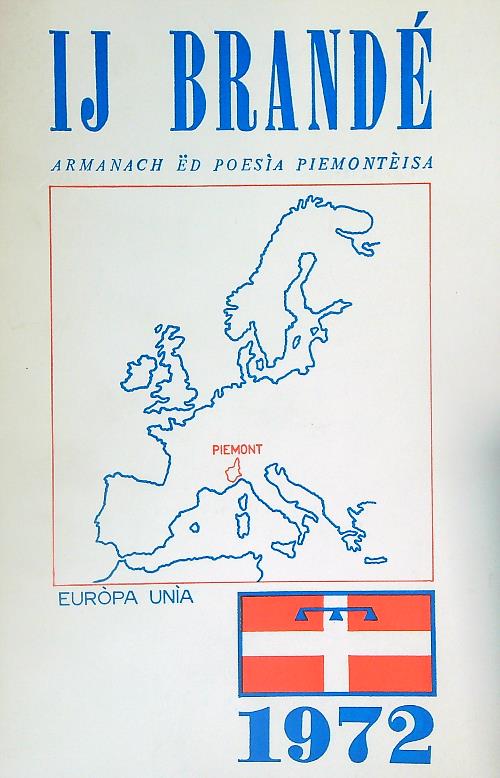 IJ BRANDÉ
ARMANACH ËD POESÌA PIEMONTÈISA
PIEMONT
EURÒPA UNÌA
1972